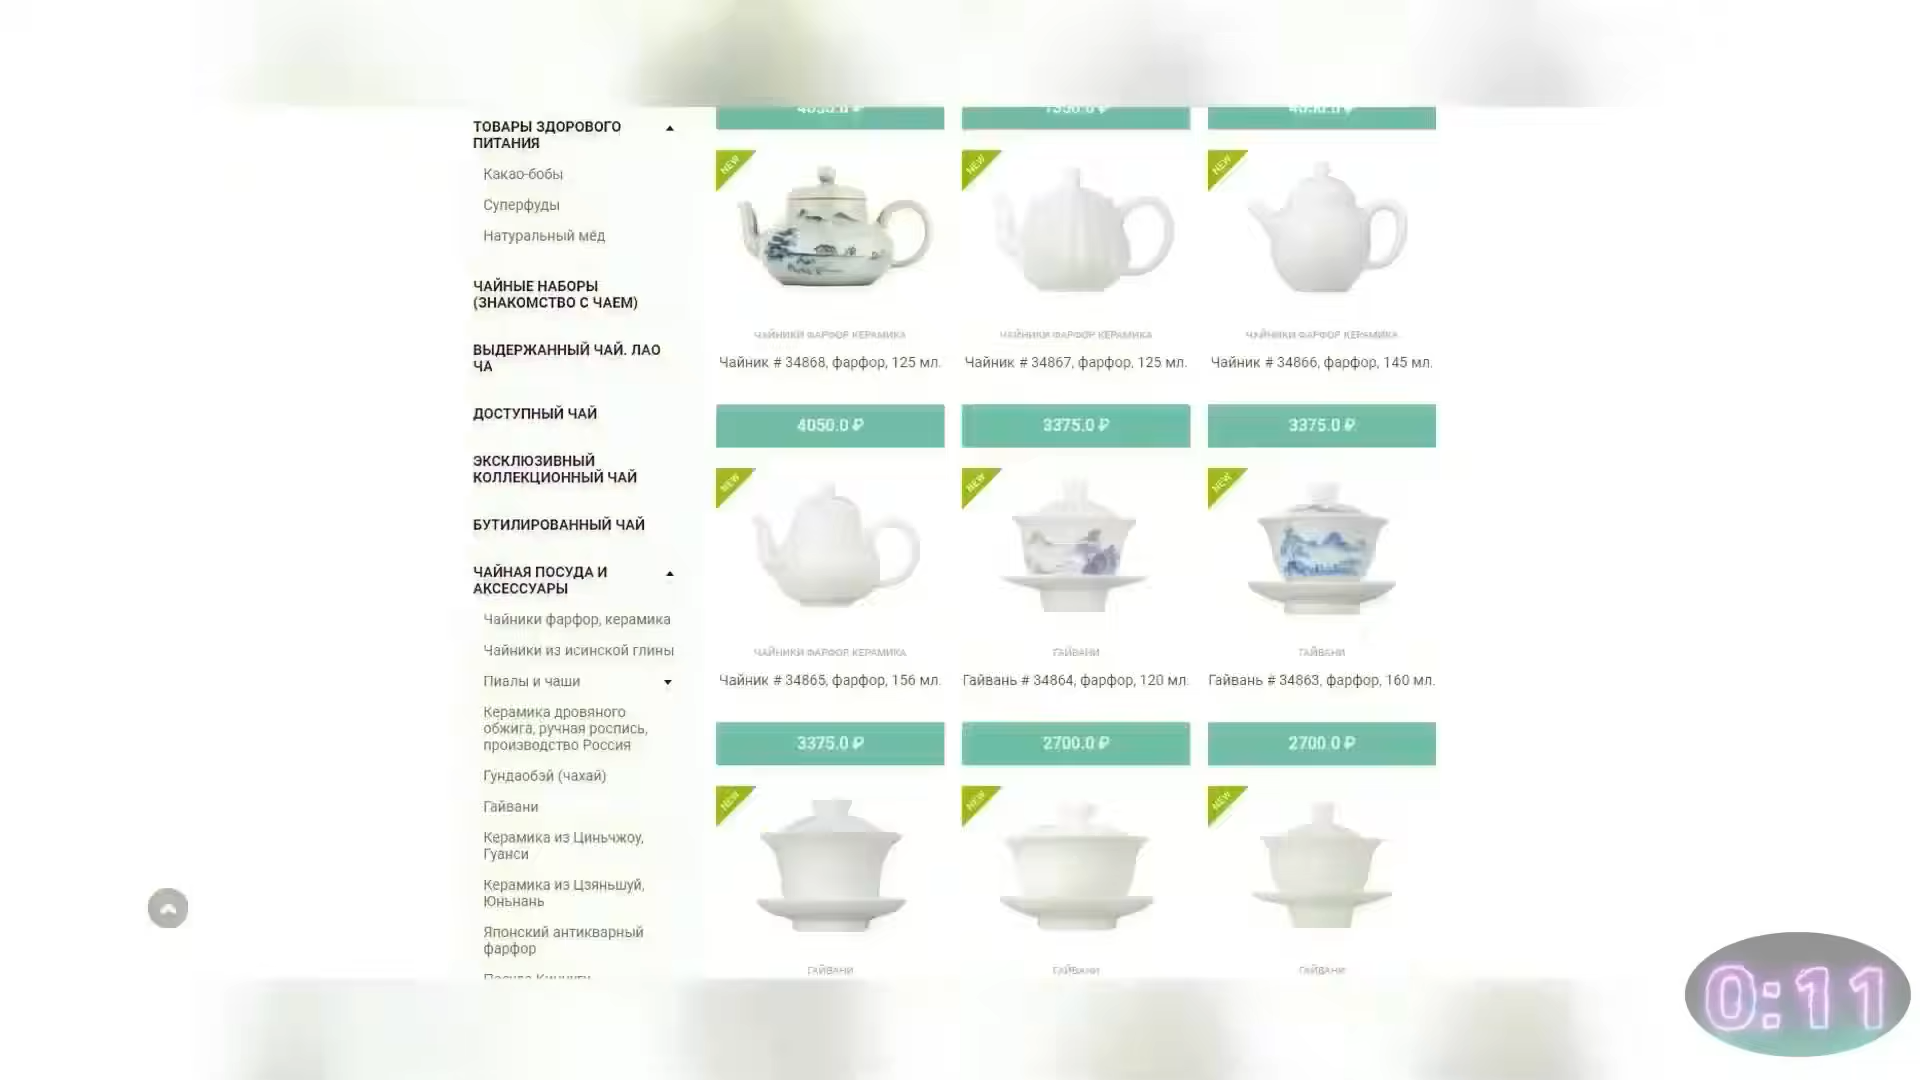 ТОВАРЫ ЗДОРОВОГО
ПИТАНИЯ
Какао-бобы
Суперфуды
Натуральный мёд
ЧАЙНЫЕ НАБОРЫ
(ЗНАКОМСТВО С ЧАЕМ)
ВЫДЕРЖАННЫЙ ЧАЙ. ЛАО
ЧА
ДОСТУПНЫЙ ЧАЙ
ЭКСКЛЮЗИВНЫЙ
КОЛЛЕКЦИОННЫЙ ЧАЙ
БУТИЛИРОВАННЫЙ ЧАЙ
ЧАЙНАЯ ПОСУДА И
АКСЕССУАРЫ
Чайники фарфор, керамика
Чайники из исинской глины
Пиалы и чаши
Керамика дровяного
обжига, ручная роспись,
производство Россия
Гундаобэй (чахай)
Гайвани
Керамика из Циньчжоу,
Гуанси
Керамика из Цзяньшуй,
Юньнань
Японский антикварный
фарфор
NEW NEW NEW
ЧАЙНИКИ ФАРФОР КЕРАМИКА ЧАЙНИКИ ФАРФОР КЕРАМИКА ЧАЙНИКИ ФАРФОР КЕРАМИКА
Чайник # 34868, фарфор, 125 мл. Чайник # 34867, фарфор, 125 мл. Чайник # 34866, фарфор, 145 мл.
4050.0 ₽ 3375.0 ₽ 3375.0 ₽
NEW NEW NEW
ЧАЙНИКИ ФАРФОР КЕРАМИКА ГАЙВАНИ ГАЙВАНИ
Чайник # 34865, фарфор, 156 мл. Гайвань # 34864, фарфор, 120 мл. Гайвань # 34863, фарфор, 160 мл.
3375.0 ₽ 2700.0 ₽ 2700.0 ₽
NEW NEW NEW
ГАЙВАНИ ГАЙВАНИ ГАЙВАНИ
0:11